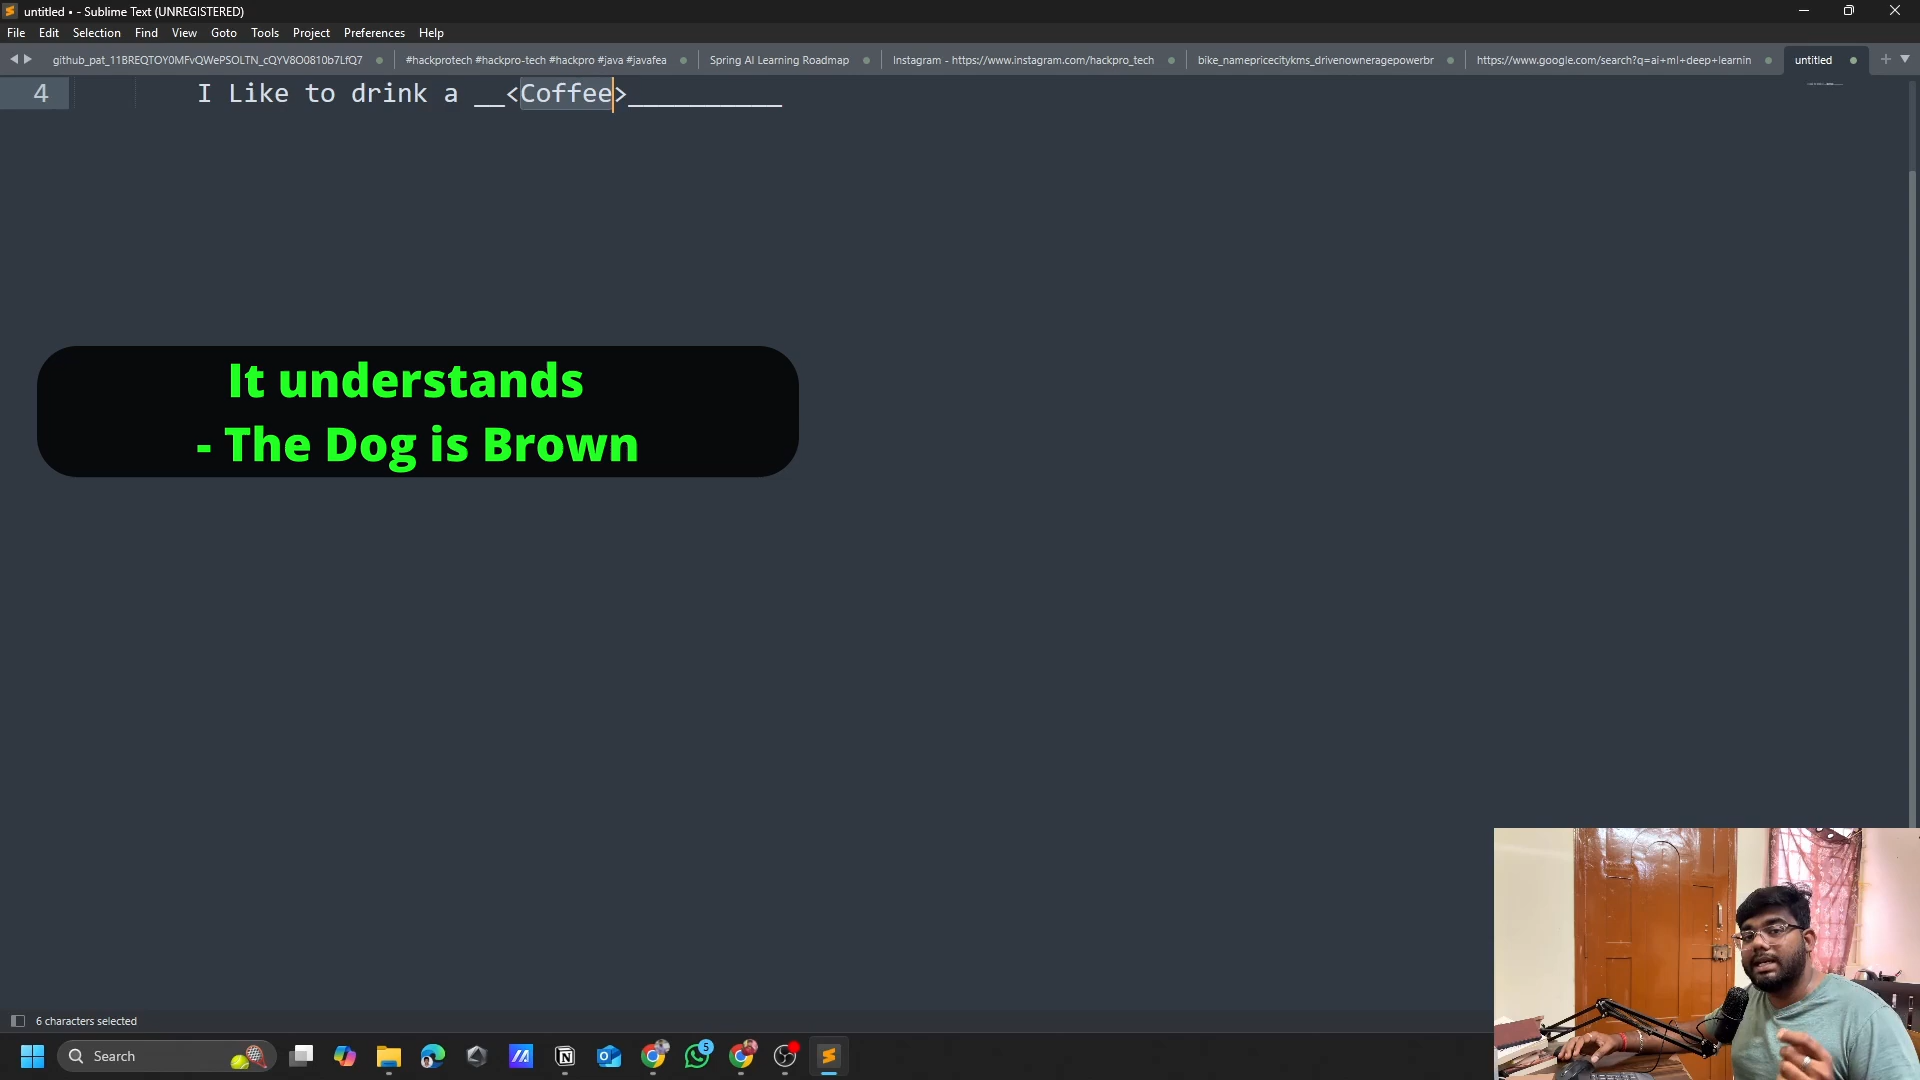 untitled • - Sublime Text (UNREGISTERED)
File Edit Selection Find View Goto Tools Project Preferences Help
github_pat_11BREQTOY0MFvQWePSOLTN_cQYV8O0810b7LfQ7 #hackprotech #hackpro-tech #hackpro #java #javafea Spring AI Learning Roadmap Instagram - https://www.instagram.com/hackpro_tech bike_namepricecitykms_drivenowneragepowerbr https://www.google.com/search?q=ai+ml+deep+learnin untitled
4 I Like to drink a __<Coffee>__________
It understands
- The Dog is Brown
6 characters selected
Search
5